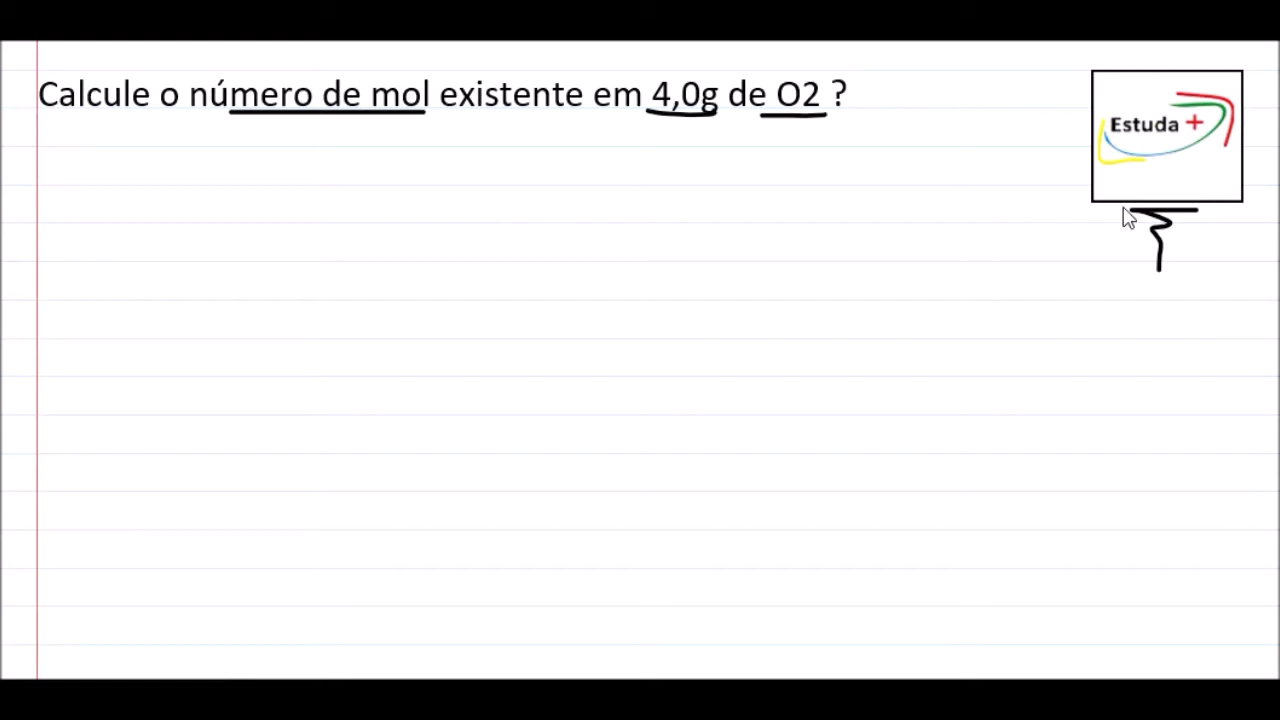 Calcule o número de mol existente em 4,0g de O2 ?
Estuda +